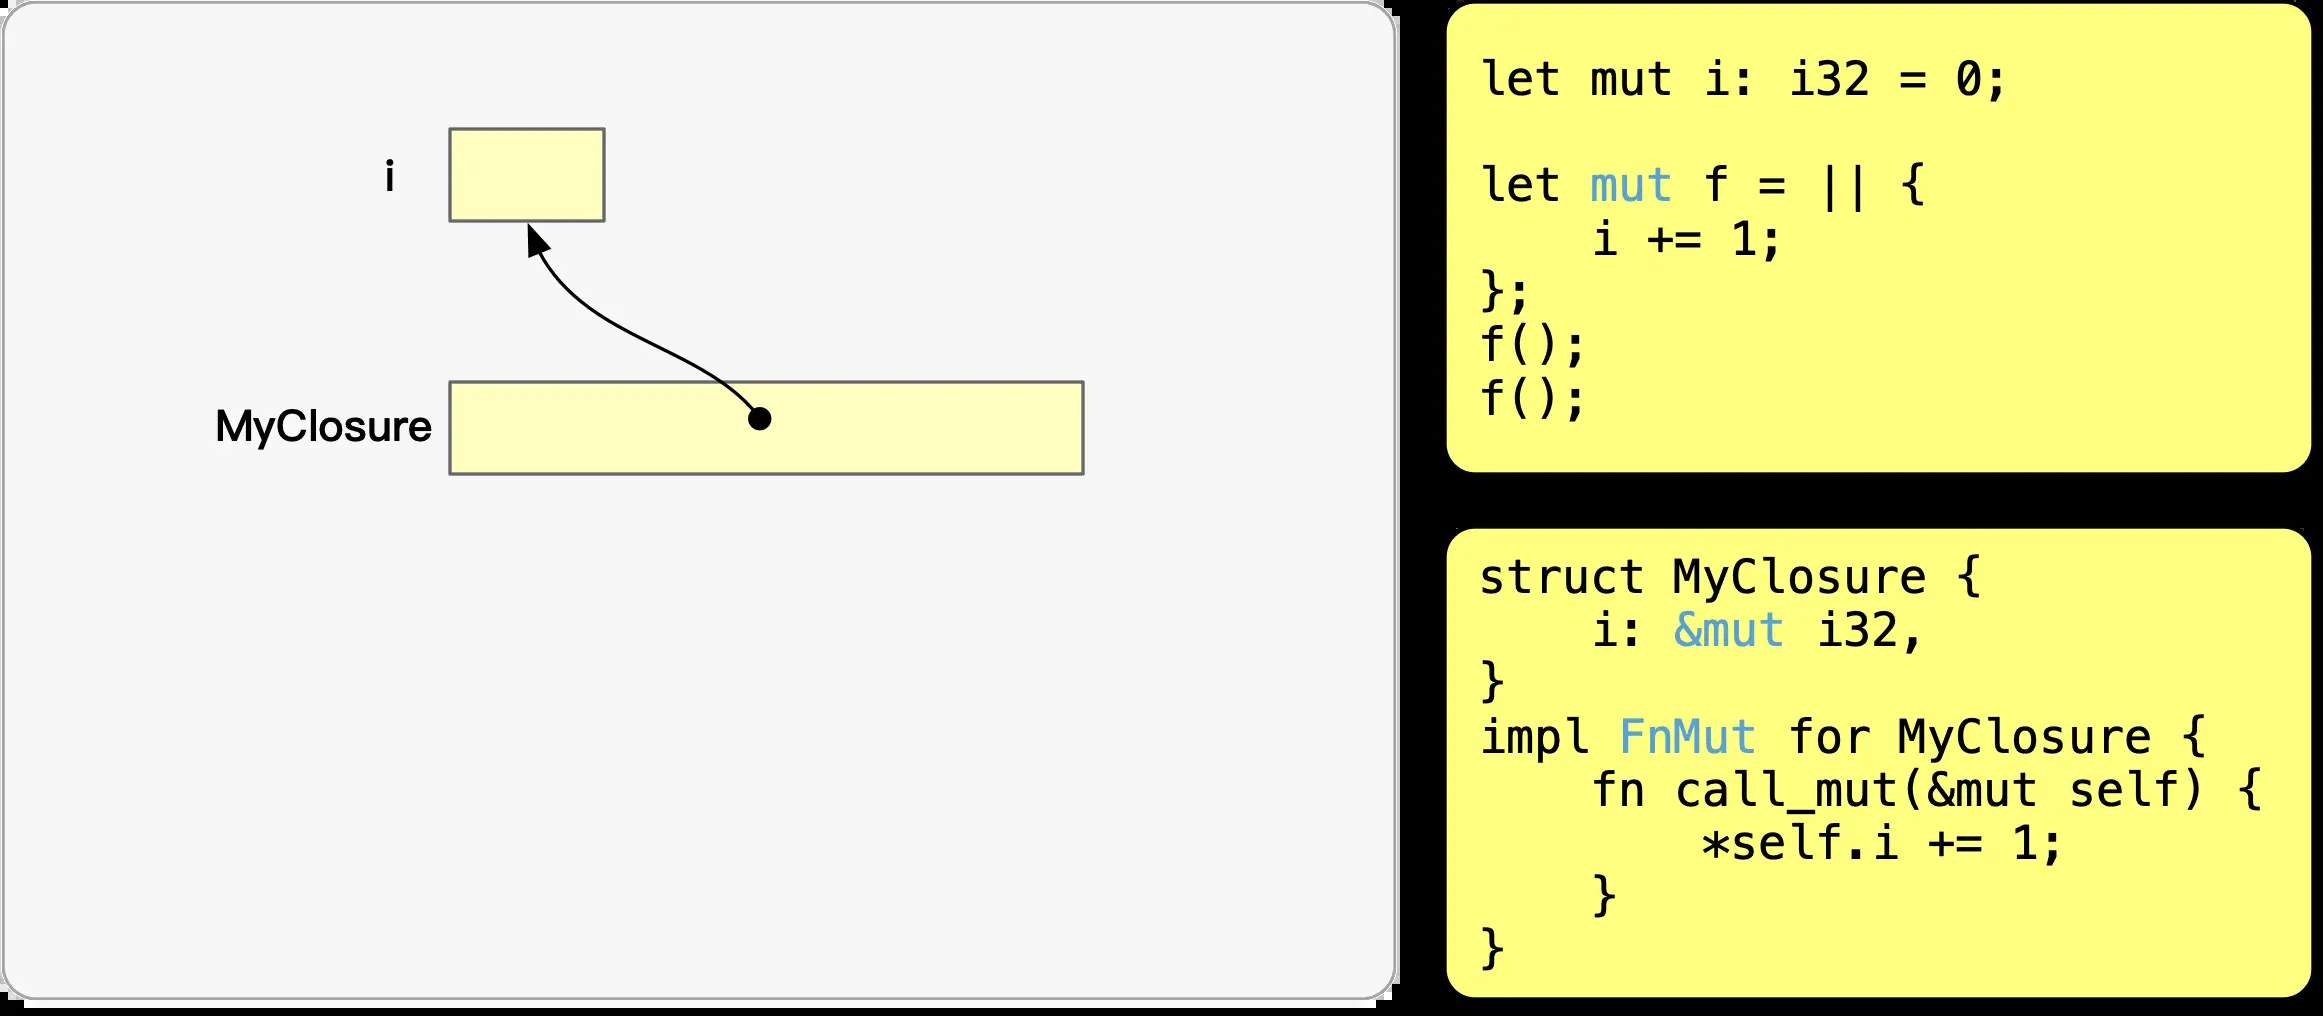 i
MyClosure
let mut i: i32 = 0;
let mut f = || {
    i += 1;
};
f();
f();
struct MyClosure {
    i: &mut i32,
}
impl FnMut for MyClosure {
    fn call_mut(&mut self) {
        *self.i += 1;
    }
}